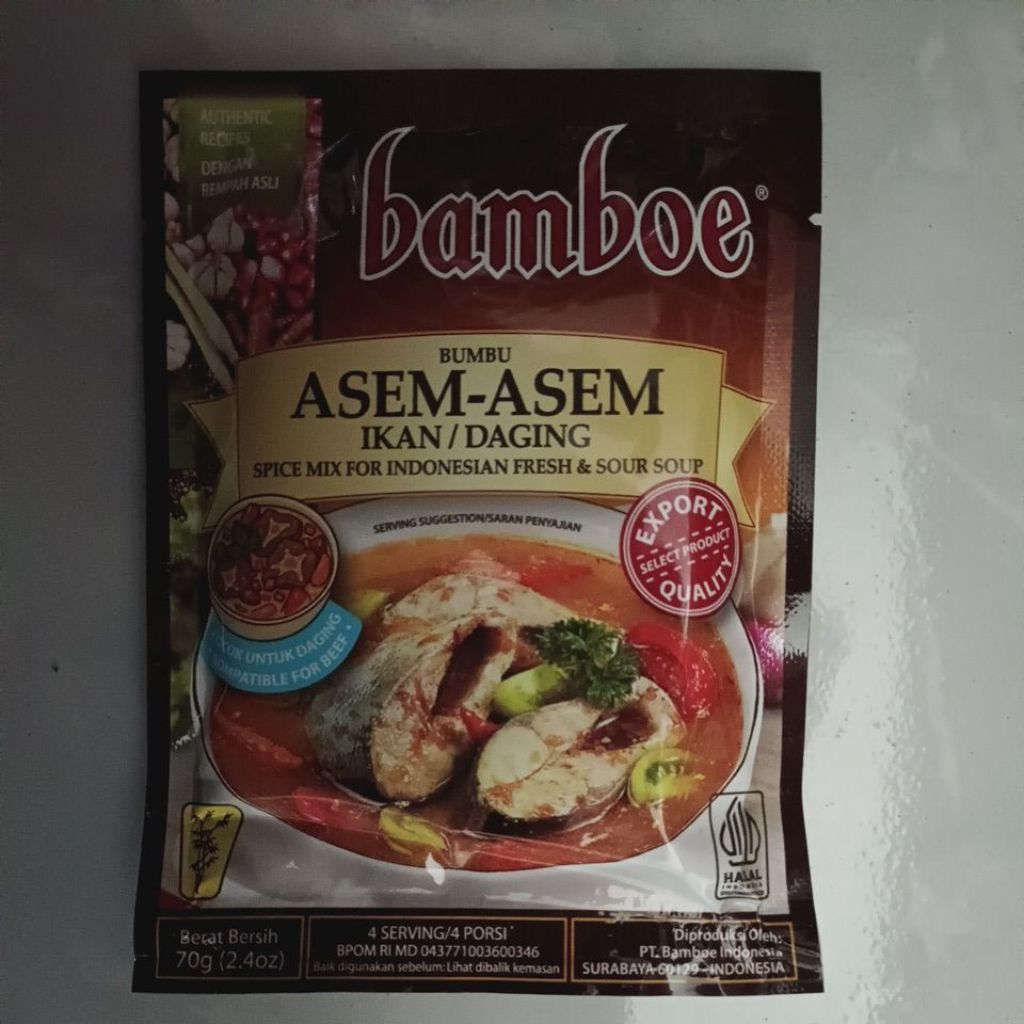 AUTHENTIC
RECIPES
DENGAN
REMPAH ASLI
bamboe®
BUMBU
ASEM-ASEM
IKAN / DAGING
SPICE MIX FOR INDONESIAN FRESH & SOUR SOUP
SERVING SUGGESTION/SARAN PENYAJIAN
EXPORT
SELECT PRODUCT
QUALITY
UNTUK DAGING
COMPATIBLE FOR BEEF
HALAL
INDONESIA
Berat Bersih
70g (2.4oz)
4 SERVING/4 PORSI
BPOM RI MD 043771003600346
Baik digunakan sebelum: Lihat dibalik kemasan
Diproduksi Oleh:
PT. Bamboe Indonesia
SURABAYA-60129 - INDONESIA